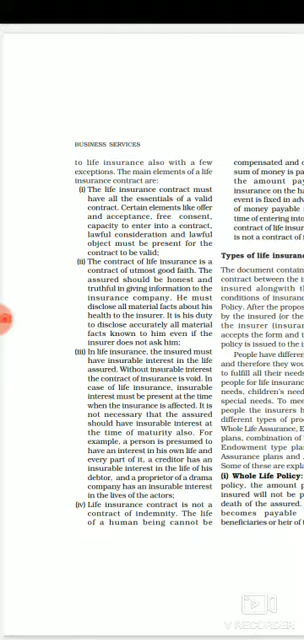 BUSINESS SERVICES
to life insurance also with a few
exceptions. The main elements of a life
insurance contract are:
(i) The life insurance contract must
have all the essentials of a valid
contract. Certain elements like offer
and acceptance, free consent,
capacity to enter into a contract,
lawful consideration and lawful
object must be present for the
contract to be valid;
(ii) The contract of life insurance is a
contract of utmost good faith. The
assured should be honest and
truthful in giving information to the
insurance company. He must
disclose all material facts about his
health to the insurer. It is his duty
to disclose accurately all material
facts known to him even if the
insurer does not ask him;
(iii) In life insurance, the insured must
have insurable interest in the life
assured. Without insurable interest
the contract of insurance is void. In
case of life insurance, insurable
interest must be present at the time
when the insurance is affected. It is
not necessary that the assured
should have insurable interest at
the time of maturity also. For
example, a person is presumed to
have an interest in his own life and
every part of it, a creditor has an
insurable interest in the life of his
debtor, and a proprietor of a drama
company has an insurable interest
in the lives of the actors;
(iv) Life insurance contract is not a
contract of indemnity. The life
of a human being cannot be
compensated and
sum of money is pa
the amount pay
insurance on the ha
event is fixed in adv
of money payable
time of entering into
contract of life insur
is not a contract of
Types of life insura
The document contain
contract between the i
insured alongwith th
conditions of insuranc
Policy. After the propos
by the insured for the
the insurer (insuran
accepts the form and t
policy is issued to the i
People have differen
and therefore they wou
to fulfill all their needs
people for life insuranc
needs, children's need
special needs. To mee
people the insurers h
different types of prod
Whole Life Assurance, E
plans, combination of
Endowment type plan
Assurance plans and
Some of these are expla
(i) Whole Life Policy:
policy, the amount p
insured will not be p
death of the assured.
becomes payable
beneficiaries or heir of t
V RECORDER